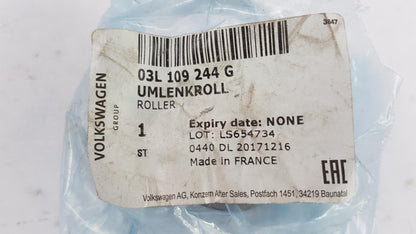 3847
03L 109 244 G
UMLENKROLL
ROLLER
VOLKSWAGEN
GROUP
1
ST
Expiry date: NONE
LOT: LS654734
0440 DL 20171216
Made in FRANCE
EAC
Volkswagen AG, Konzern After Sales, Postfach 1451, 34219 Baunatal